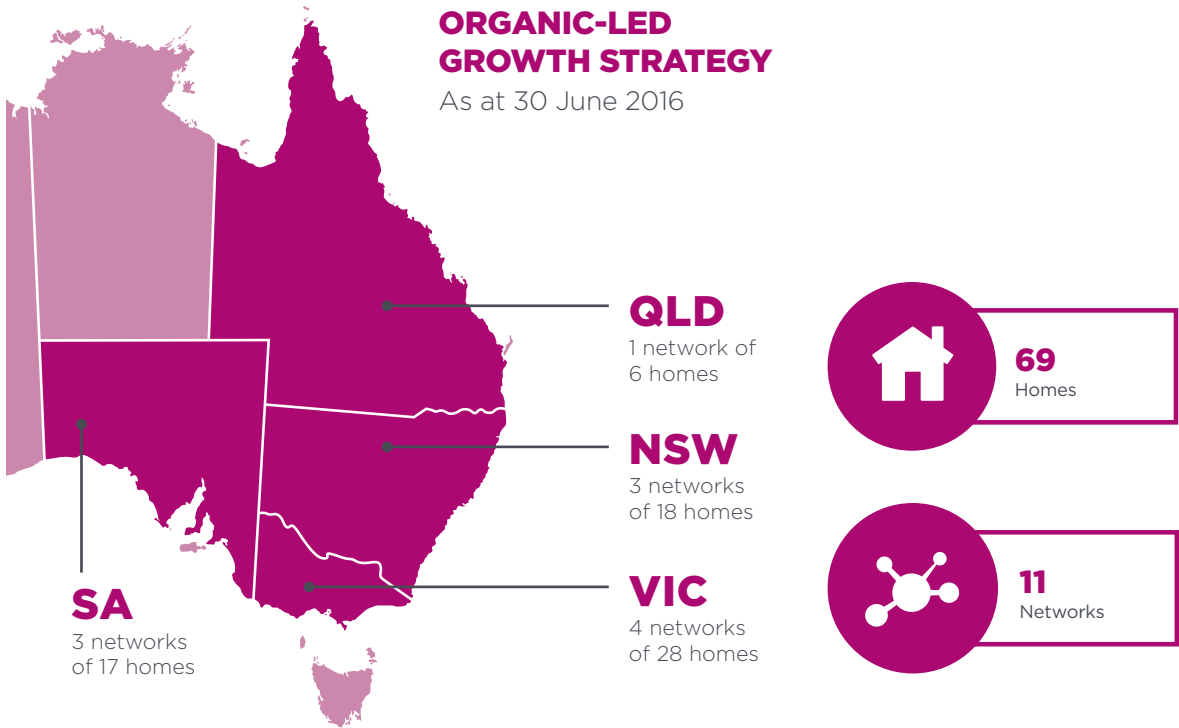 ORGANIC-LED
GROWTH STRATEGY
As at 30 June 2016
QLD
1 network of
6 homes
NSW
3 networks
of 18 homes
VIC
4 networks
of 28 homes
SA
3 networks
of 17 homes
69
Homes
11
Networks